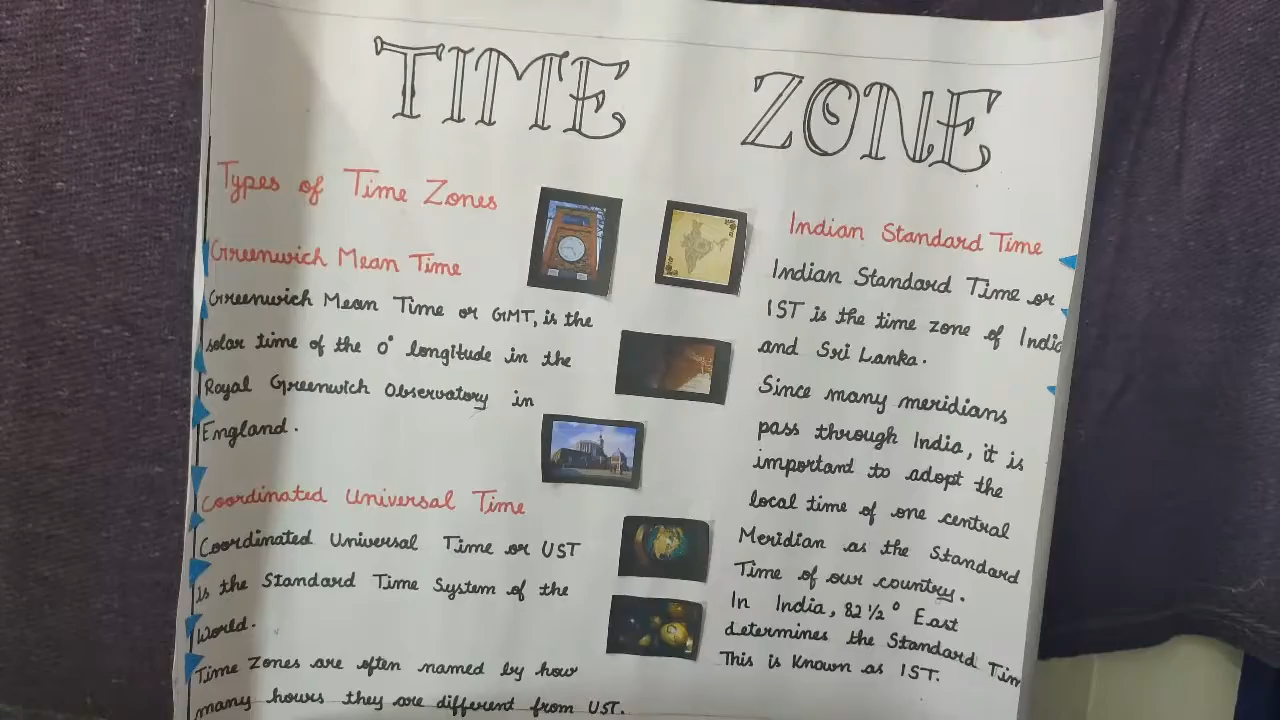 TIME ZONE
Types of Time Zones
Greenwich Mean Time
Greenwich Mean Time or GMT, is the
solar time of the 0° longitude in the
Royal Greenwich Observatory in
England.
Coordinated Universal Time
Coordinated Universal Time or UST
is the Standard Time System of the
World.
Time Zones are often named by how
many hours they are different from UST.
Indian Standard Time
Indian Standard Time or
IST is the time zone of India
and Sri Lanka.
Since many meridians
pass through India, it is
important to adopt the
local time of one central
Meridian as the Standard
Time of our country.
In India, 82 1/2° East
determines the Standard Tim
This is Known as IST.